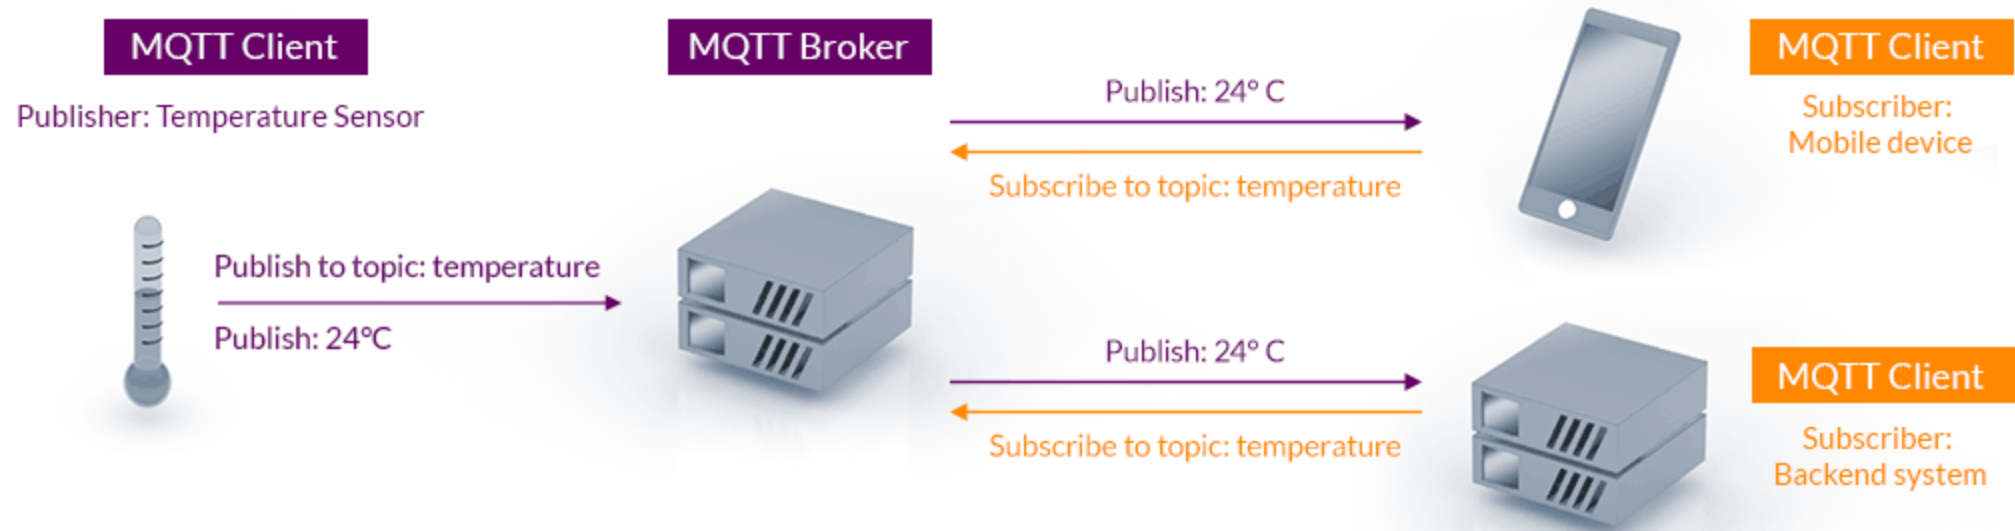 MQTT Client
Publisher: Temperature Sensor
Publish to topic: temperature
Publish: 24°C
MQTT Broker
Publish: 24° C
Subscribe to topic: temperature
MQTT Client
Subscriber:
Mobile device
Publish: 24° C
Subscribe to topic: temperature
MQTT Client
Subscriber:
Backend system